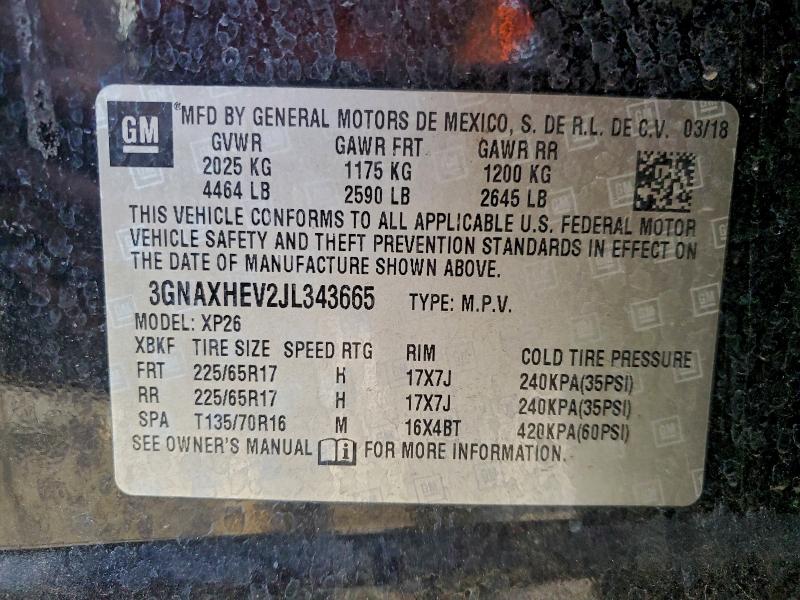 GM ® MFD BY GENERAL MOTORS DE MEXICO, S. DE R.L. DE C.V. 03/18
GVWR GAWR FRT GAWR RR
2025 KG 1175 KG 1200 KG
4464 LB 2590 LB 2645 LB
THIS VEHICLE CONFORMS TO ALL APPLICABLE U.S. FEDERAL MOTOR
VEHICLE SAFETY AND THEFT PREVENTION STANDARDS IN EFFECT ON
THE DATE OF MANUFACTURE SHOWN ABOVE.
3GNAXHEV2JL343665 TYPE: M.P.V.
MODEL: XP26
XBKF TIRE SIZE SPEED RTG RIM COLD TIRE PRESSURE
FRT 225/65R17 H 17X7J 240KPA(35PSI)
RR 225/65R17 H 17X7J 240KPA(35PSI)
SPA T135/70R16 M 16X4BT 420KPA(60PSI)
SEE OWNER'S MANUAL i FOR MORE INFORMATION.